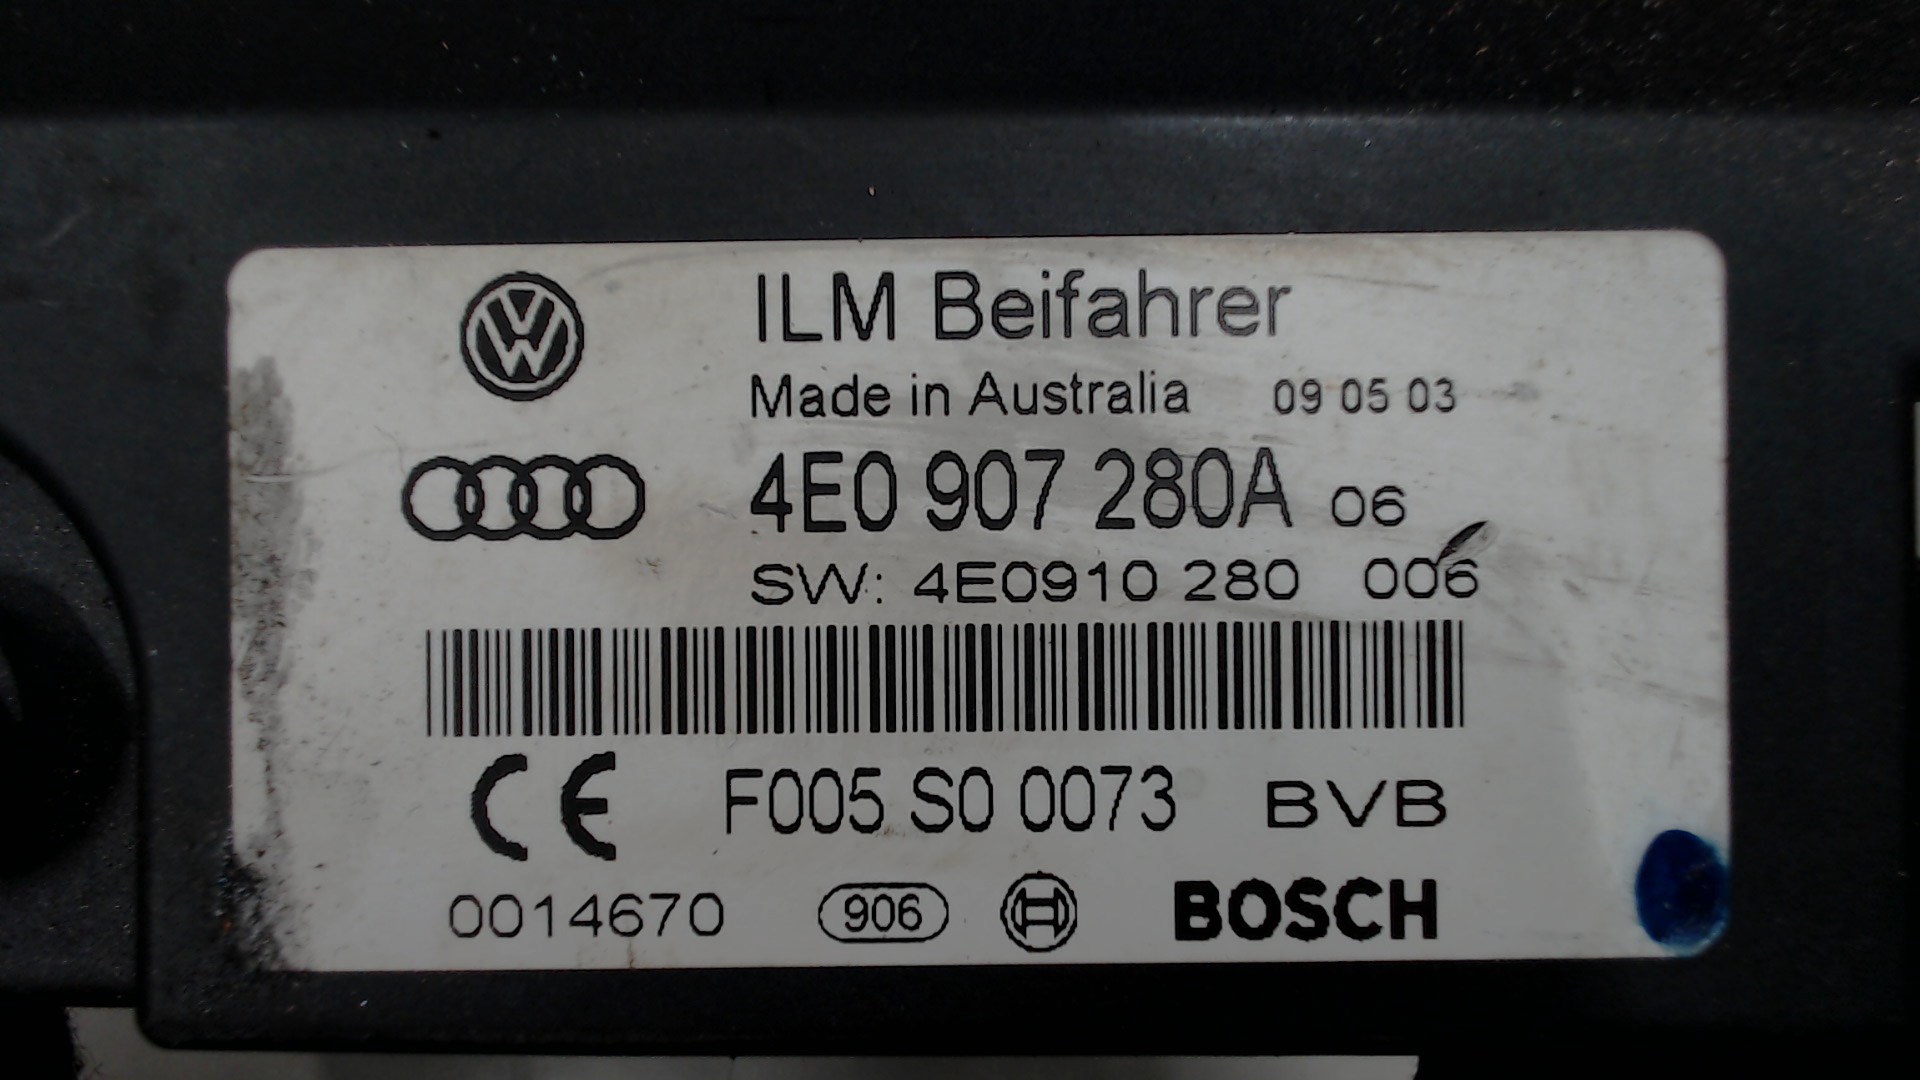 ILM Beifahrer
Made in Australia 09 05 03
4E0 907 280A 06
SW: 4E0910 280 006
CE F005 S0 0073 BVB
0014670 906 BOSCH